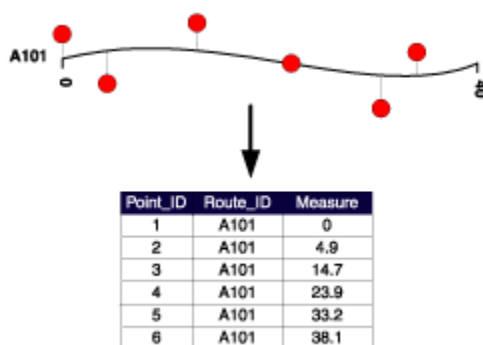 A101
0
40
Point_ID Route_ID Measure
1 A101 0
2 A101 4.9
3 A101 14.7
4 A101 23.9
5 A101 33.2
6 A101 38.1